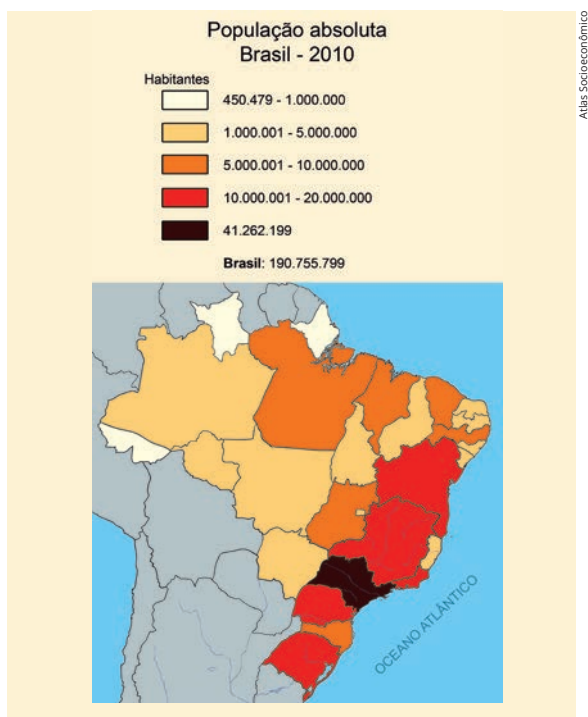 População absoluta
Brasil - 2010
Habitantes
450.479 - 1.000.000
1.000.001 - 5.000.000
5.000.001 - 10.000.000
10.000.001 - 20.000.000
41.262.199
Brasil: 190.755.799
OCEANO ATLÂNTICO
Atlas Socioeconômico